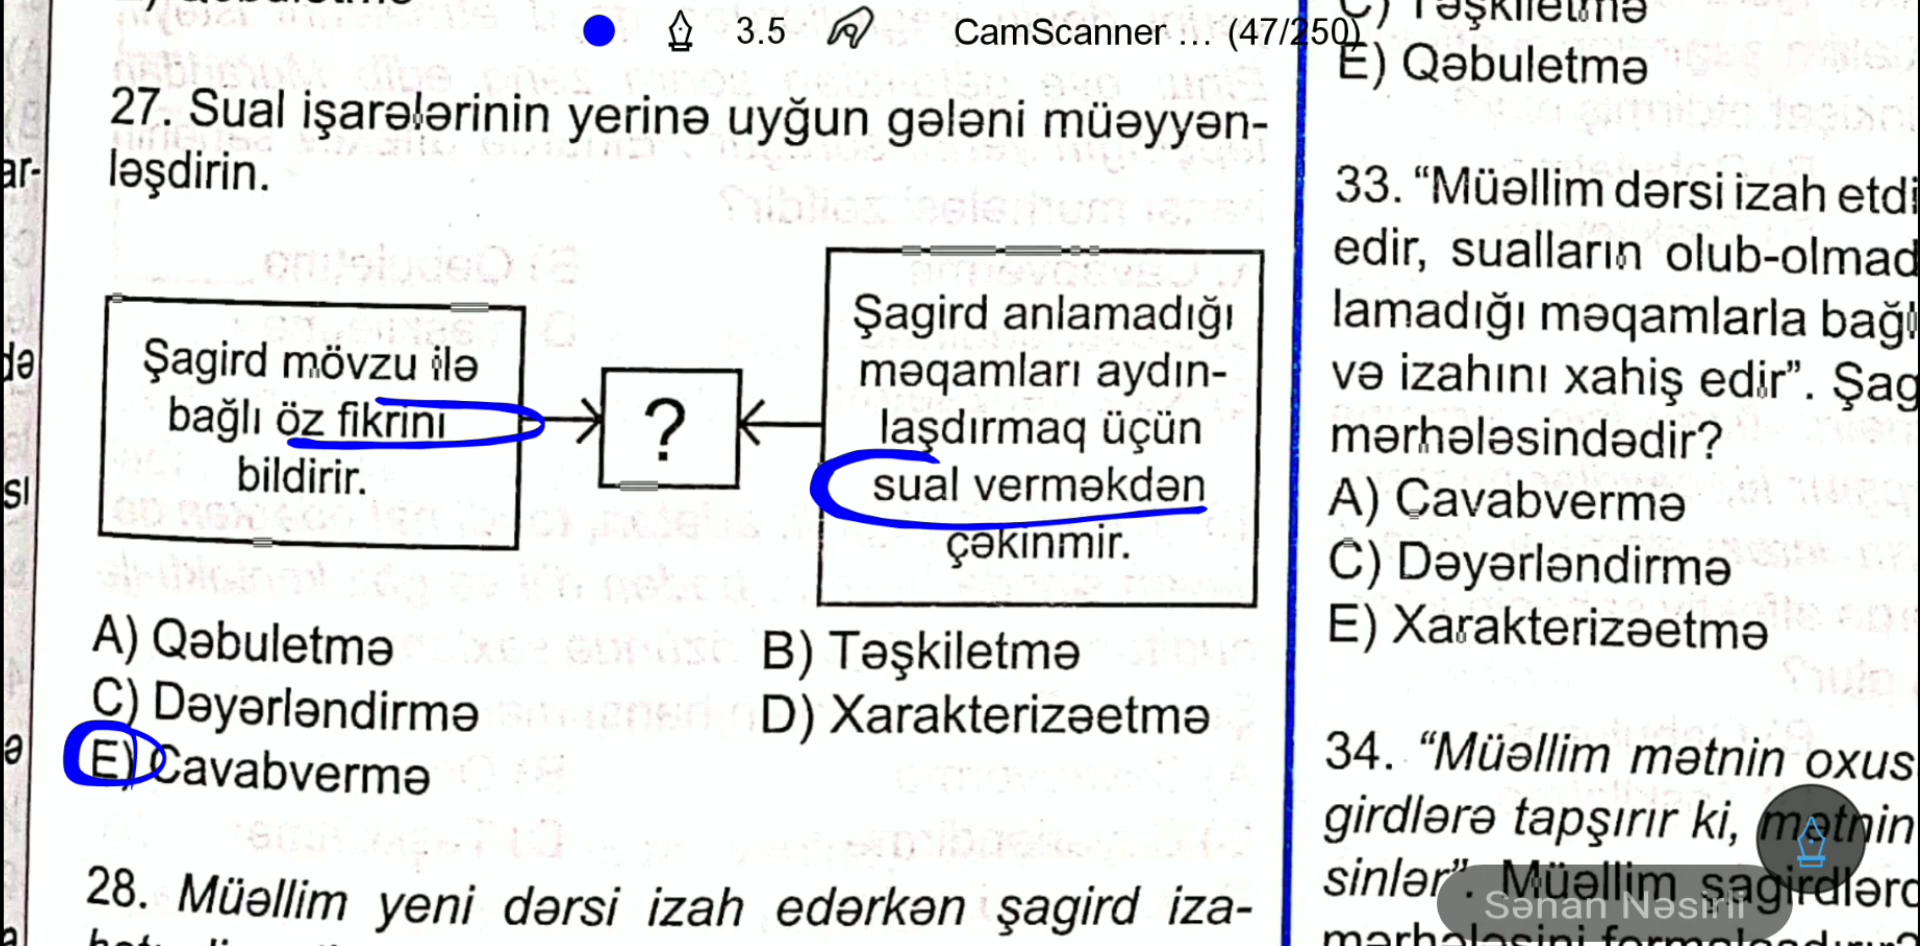 3.5
CamScanner ... (47/250)
27. Sual işarələrinin yerinə uyğun gələni müəyyən-
ləşdirin.
Şagird mövzu ilə
bağlı öz fikrini
bildirir.
?
Şagird anlamadığı
məqamları aydın-
laşdırmaq üçün
sual verməkdən
çəkinmir.
A) Qəbuletmə
B) Təşkiletmə
C) Dəyərləndirmə
D) Xarakterizəetmə
E) Cavabvermə
28. Müəllim yeni dərsi izah edərkən şagird iza-
C) Təşkiletmə
E) Qəbuletmə
33. “Müəllim dərsi izah etdi
edir, sualların olub-olmad
lamadığı məqamlarla bağlı
və izahını xahiş edir”. Şag
mərhələsindədir?
A) Cavabvermə
C) Dəyərləndirmə
E) Xarakterizəetmə
34. “Müəllim mətnin oxus
girdlərə tapşırır ki, mətnin
sinlər”. Müəllim şagirdlərd
Sənan Nəsirli